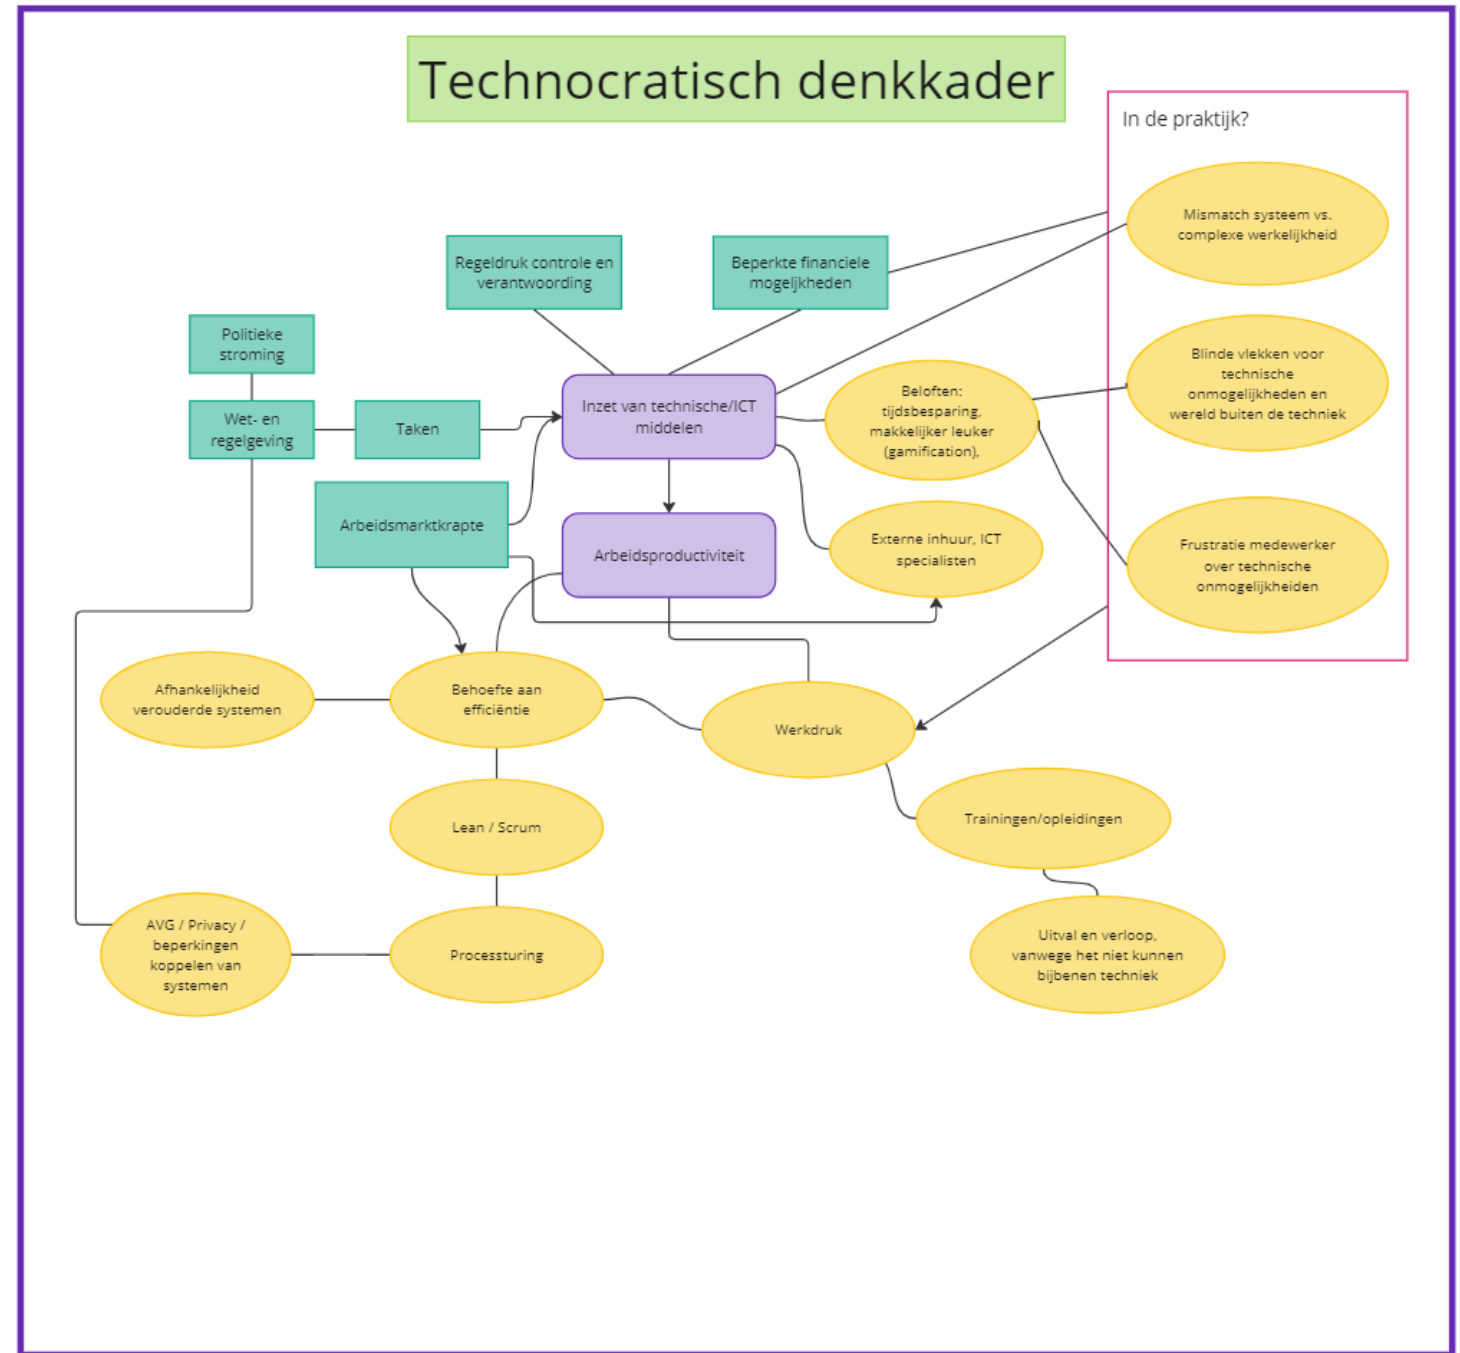 Technocratisch denkkader
In de praktijk?
Mismatch systeem vs.
complexe werkelijkheid
Regeldruk controle en
verantwoording
Beperkte financiele
mogeljkheden
Politieke
stroming
Blinde vlekken voor
technische
onmogelijkheden en
wereld buiten de techniek
Wet- en
regelgeving
Taken
Inzet van technische/ICT
middelen
Beloften:
tijdsbesparing,
makkelijker leuker
(gamification),
Arbeidsmarktkrapte
Arbeidsproductiviteit
Externe inhuur, ICT
specialisten
Frustratie medewerker
over technische
onmogelijkheiden
Afhankelijkheid
verouderde systemen
Behoefte aan
efficiëntie
Werkdruk
Lean / Scrum
Trainingen/opleidingen
AVG / Privacy /
beperkingen
koppelen van
systemen
Processturing
Uitval en verloop,
vanwege het niet kunnen
bijbenen techniek